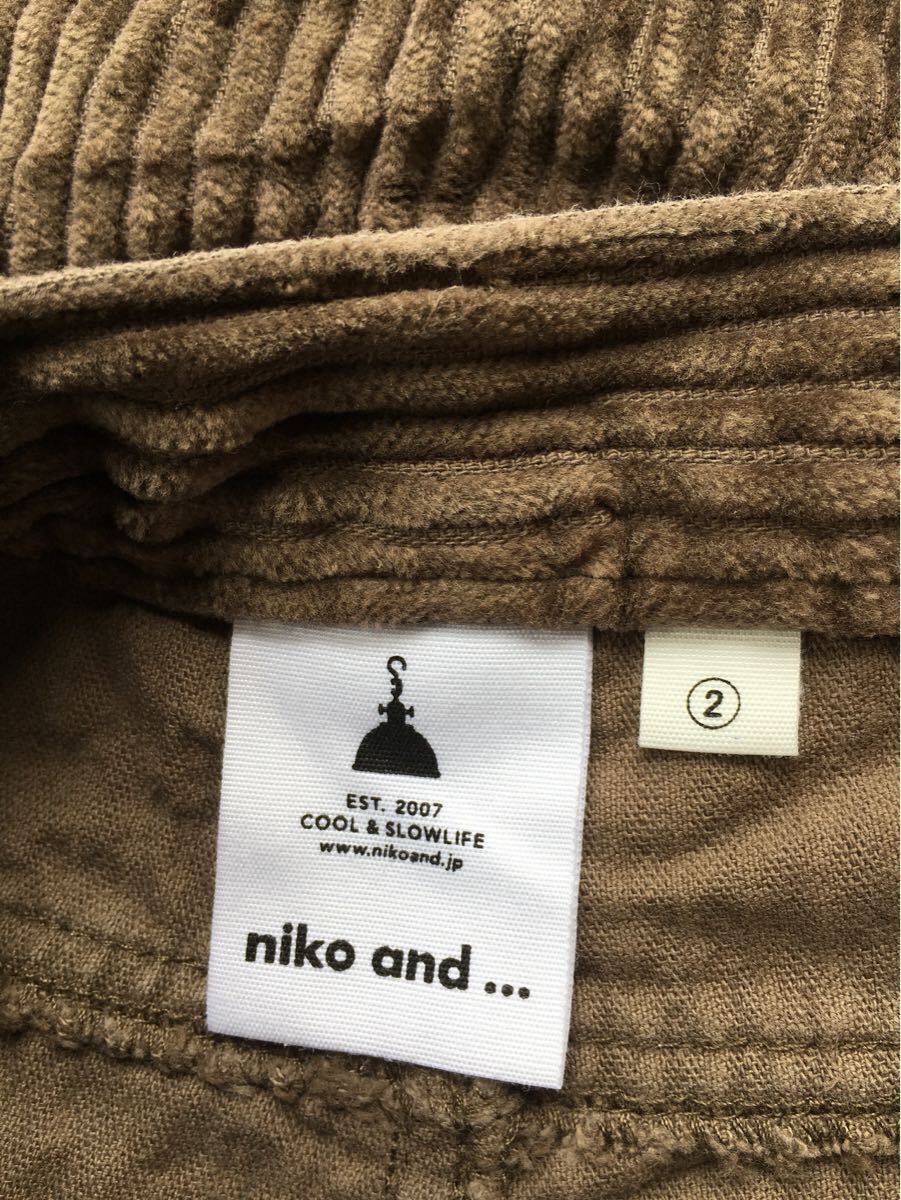 EST. 2007
COOL & SLOWLIFE
www.nikoand.jp
niko and ...
②